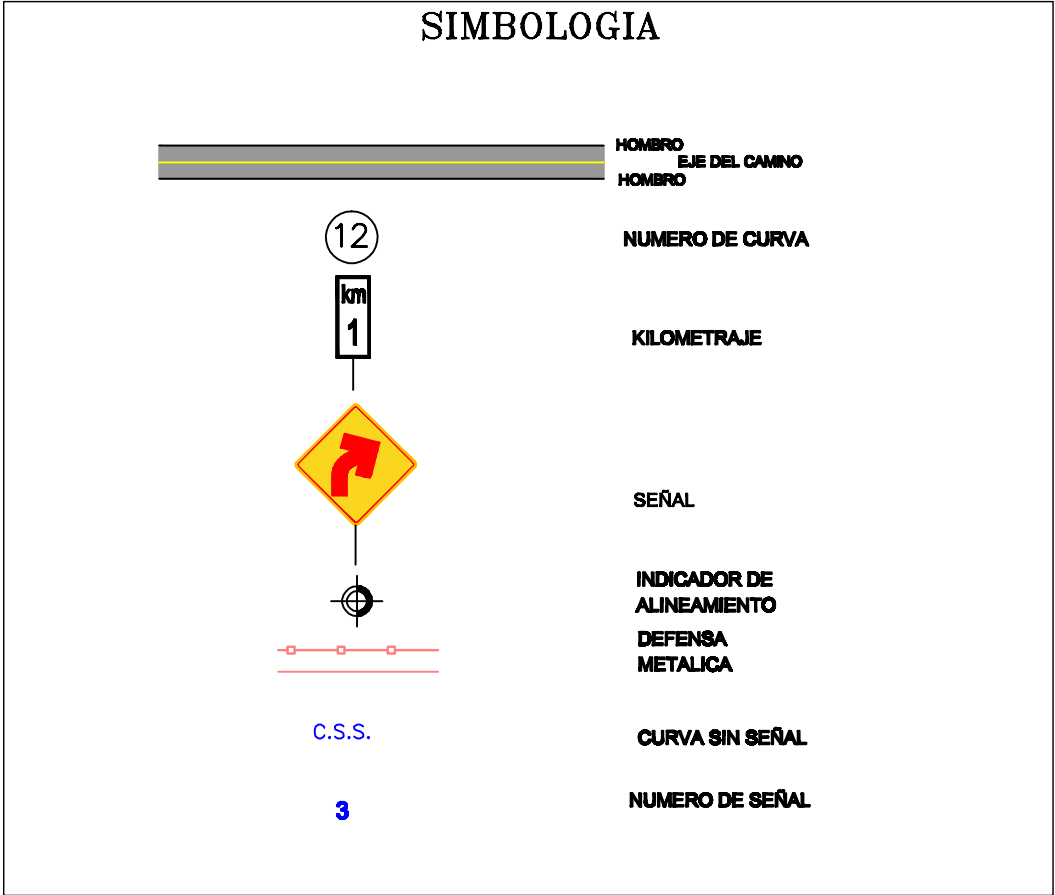 SIMBOLOGIA
HOMBRO
EJE DEL CAMINO
HOMBRO
12
NUMERO DE CURVA
km
1
KILOMETRAJE
SEÑAL
INDICADOR DE
ALINEAMIENTO
DEFENSA
METALICA
C.S.S.
CURVA SIN SEÑAL
3
NUMERO DE SEÑAL